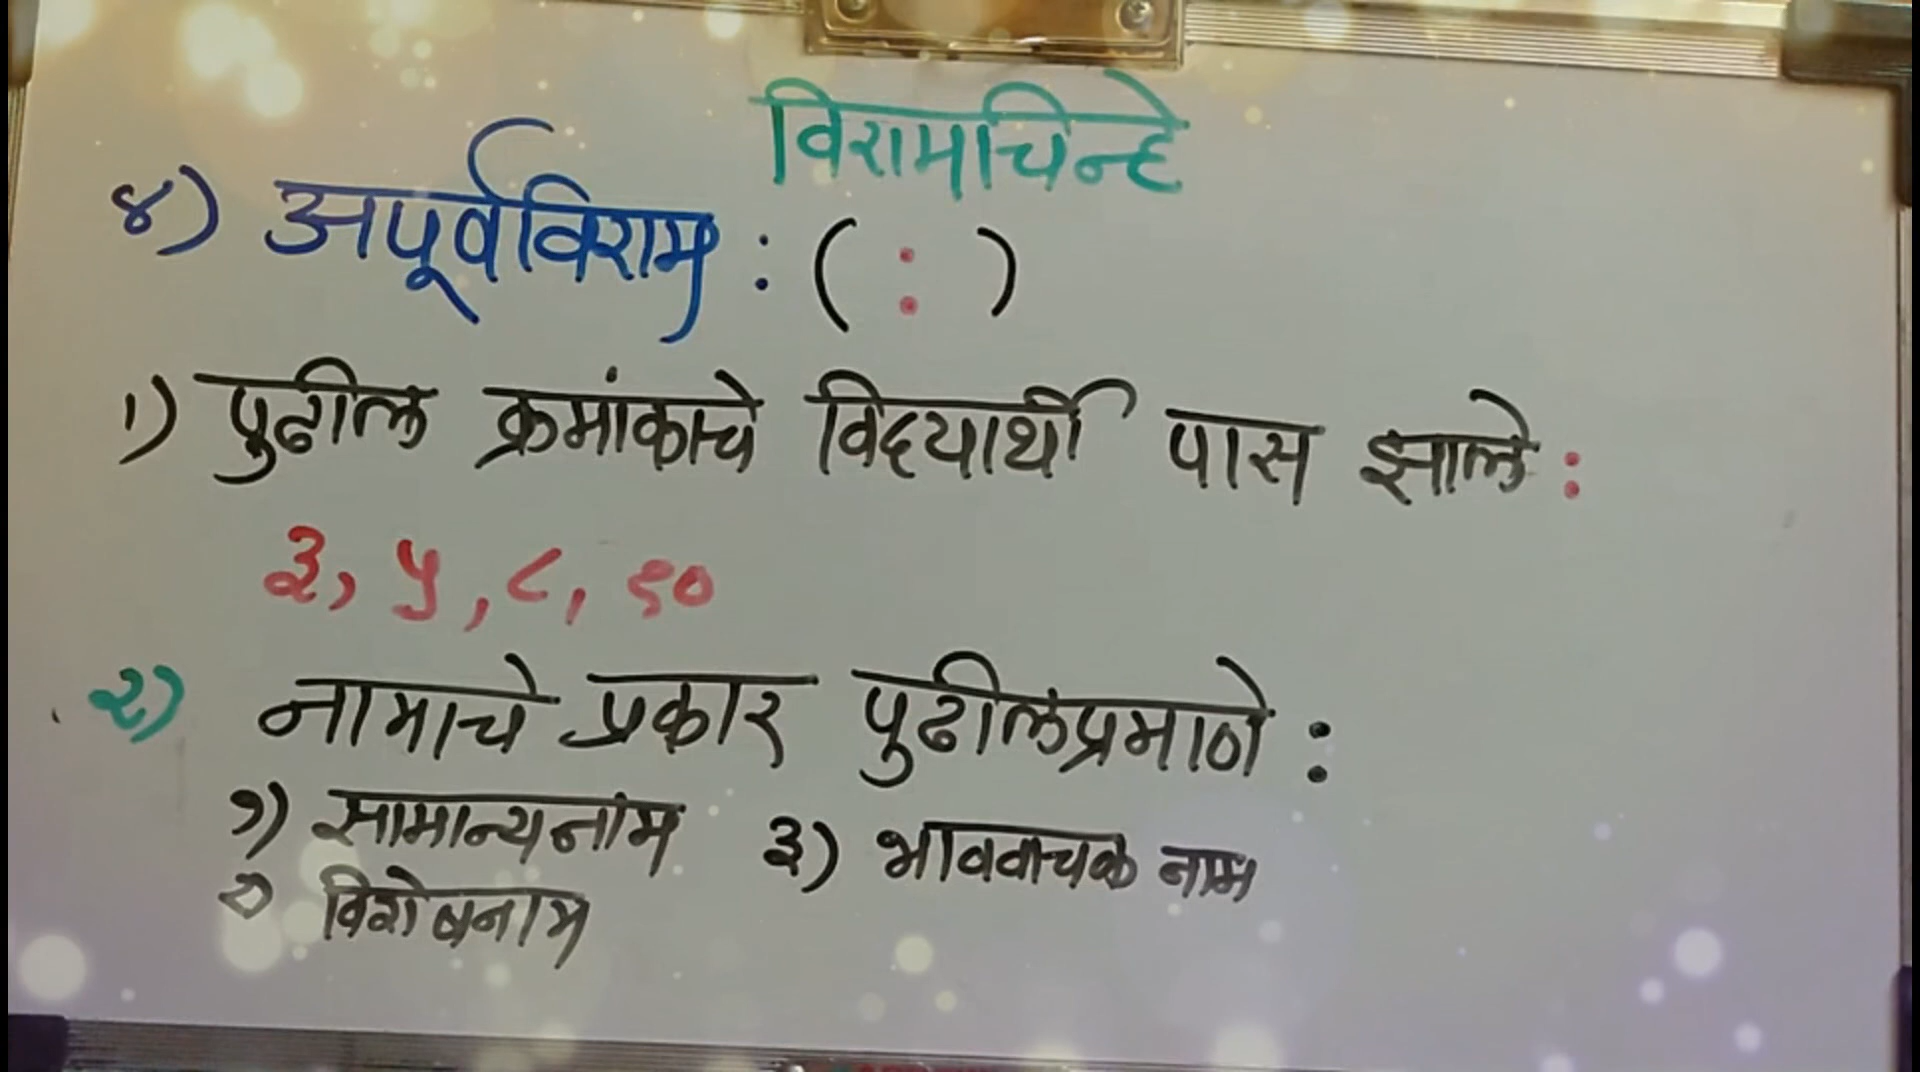 विरामचिन्हे
४) अपूर्वविराम : ( : )
१) पुढील क्रमांकाचे विद्यार्थी पास झाले :
३, ५, ८, १०
२) नामाचे प्रकार पुढीलप्रमाणे :
१) सामान्यनाम ३) भाववाचक नाम
२) विशेषनाम